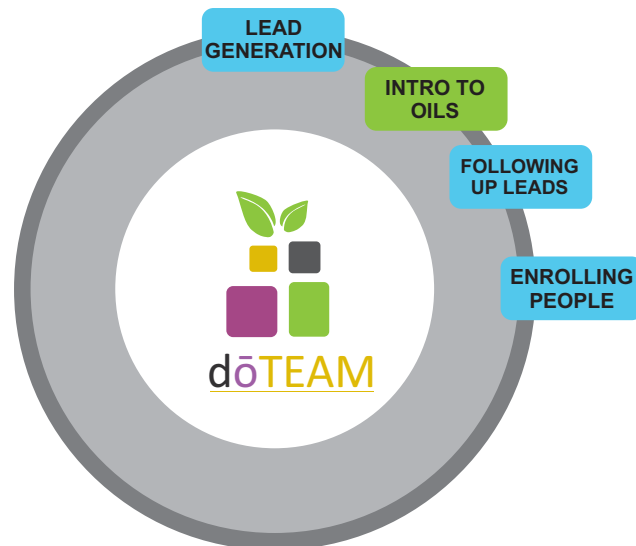 LEAD
GENERATION
INTRO TO
OILS
FOLLOWING
UP LEADS
ENROLLING
PEOPLE
dōTEAM